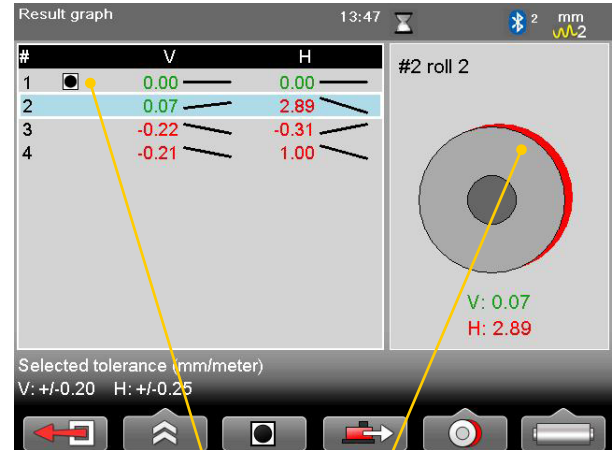 Result graph 13:47 2 mm
2
# V H
1 0.00 0.00
2 0.07 2.89
3 -0.22 -0.31
4 -0.21 1.00
#2 roll 2
V: 0.07
H: 2.89
Selected tolerance (mm/meter)
V: +/-0.20 H: +/-0.25